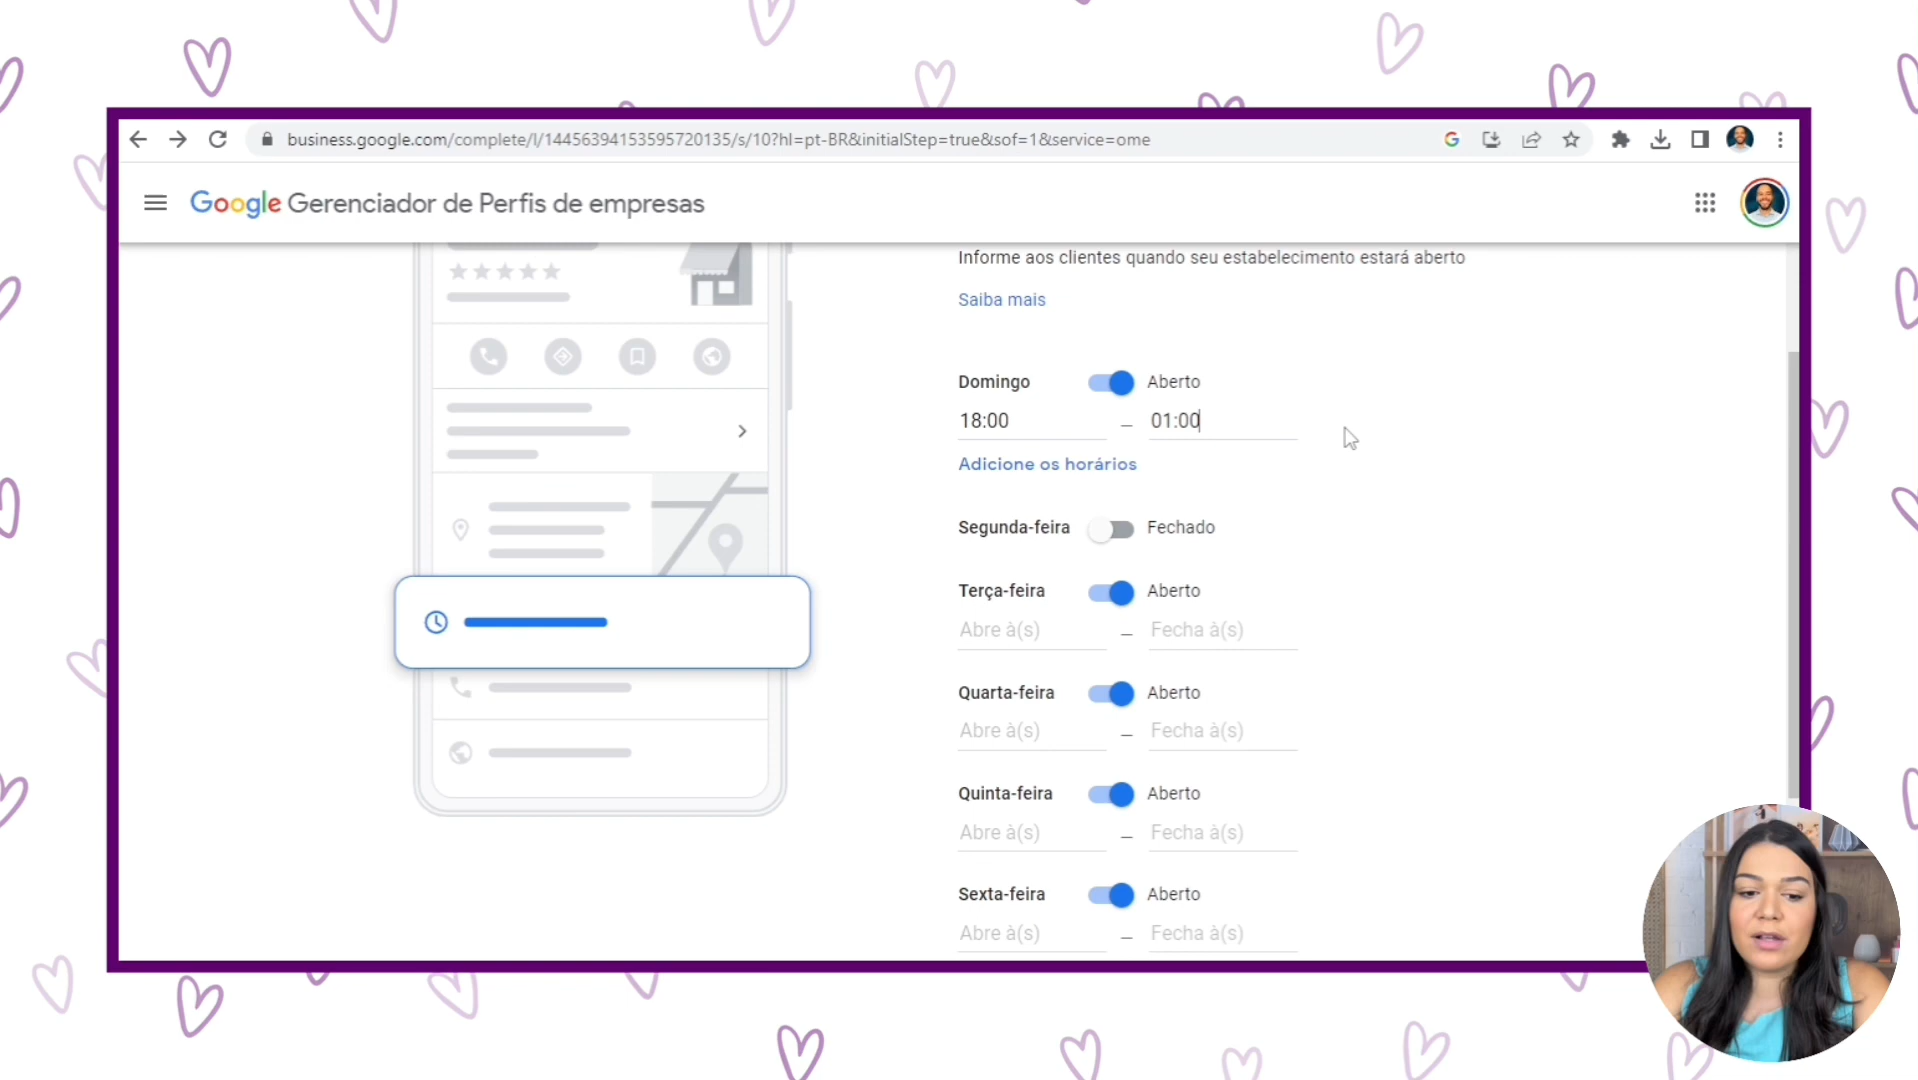 business.google.com/complete/l/14456394153595720135/s/10?hl=pt-BR&initialStep=true&sof=1&service=ome
Google Gerenciador de Perfis de empresas
Informe aos clientes quando seu estabelecimento estará aberto
Saiba mais
Domingo Aberto
18:00 – 01:00
Adicione os horários
Segunda-feira Fechado
Terça-feira Aberto
Abre à(s) – Fecha à(s)
Quarta-feira Aberto
Abre à(s) – Fecha à(s)
Quinta-feira Aberto
Abre à(s) – Fecha à(s)
Sexta-feira Aberto
Abre à(s) – Fecha à(s)